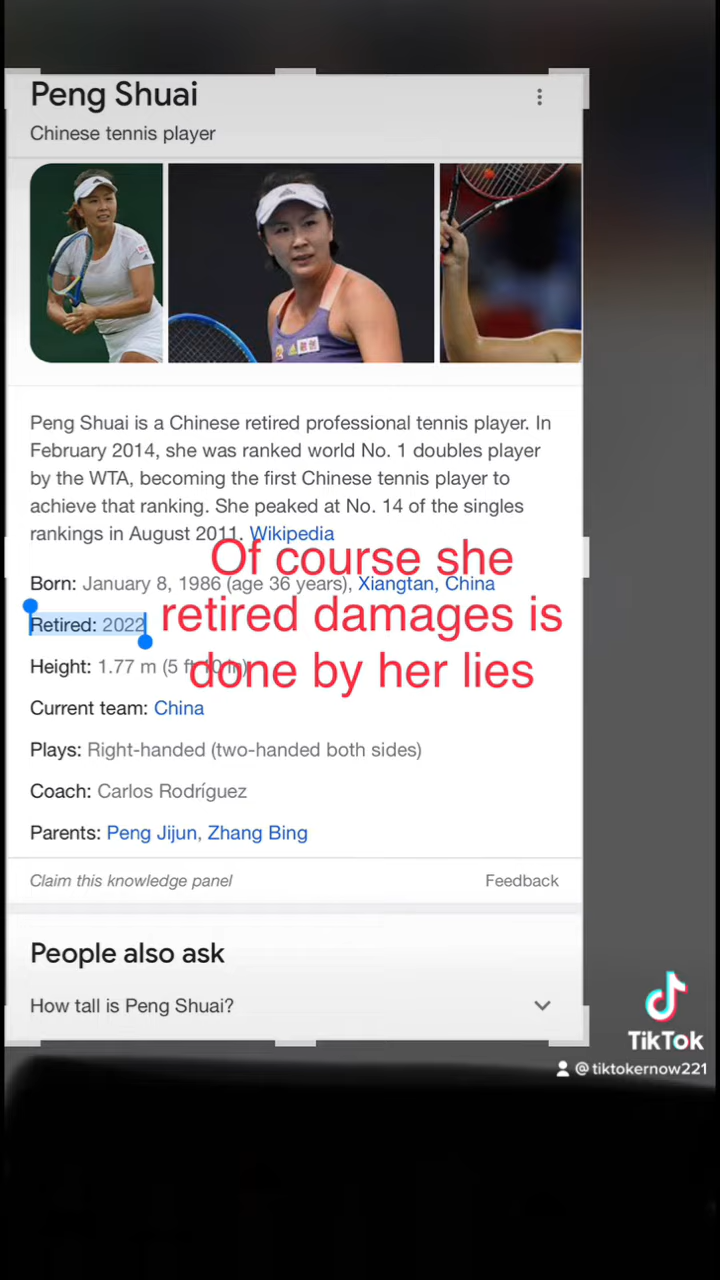 Peng Shuai
Chinese tennis player
Peng Shuai is a Chinese retired professional tennis player. In
February 2014, she was ranked world No. 1 doubles player
by the WTA, becoming the first Chinese tennis player to
achieve that ranking. She peaked at No. 14 of the singles
rankings in August 2011. Wikipedia
Born: January 8, 1986 (age 36 years), Xiangtan, China
Retired: 2022
Height: 1.77 m (5 ft 10 in)
Current team: China
Plays: Right-handed (two-handed both sides)
Coach: Carlos Rodríguez
Parents: Peng Jijun, Zhang Bing
Of course she
retired damages is
done by her lies
Claim this knowledge panel
Feedback
People also ask
How tall is Peng Shuai?
TikTok
@tiktokernow221